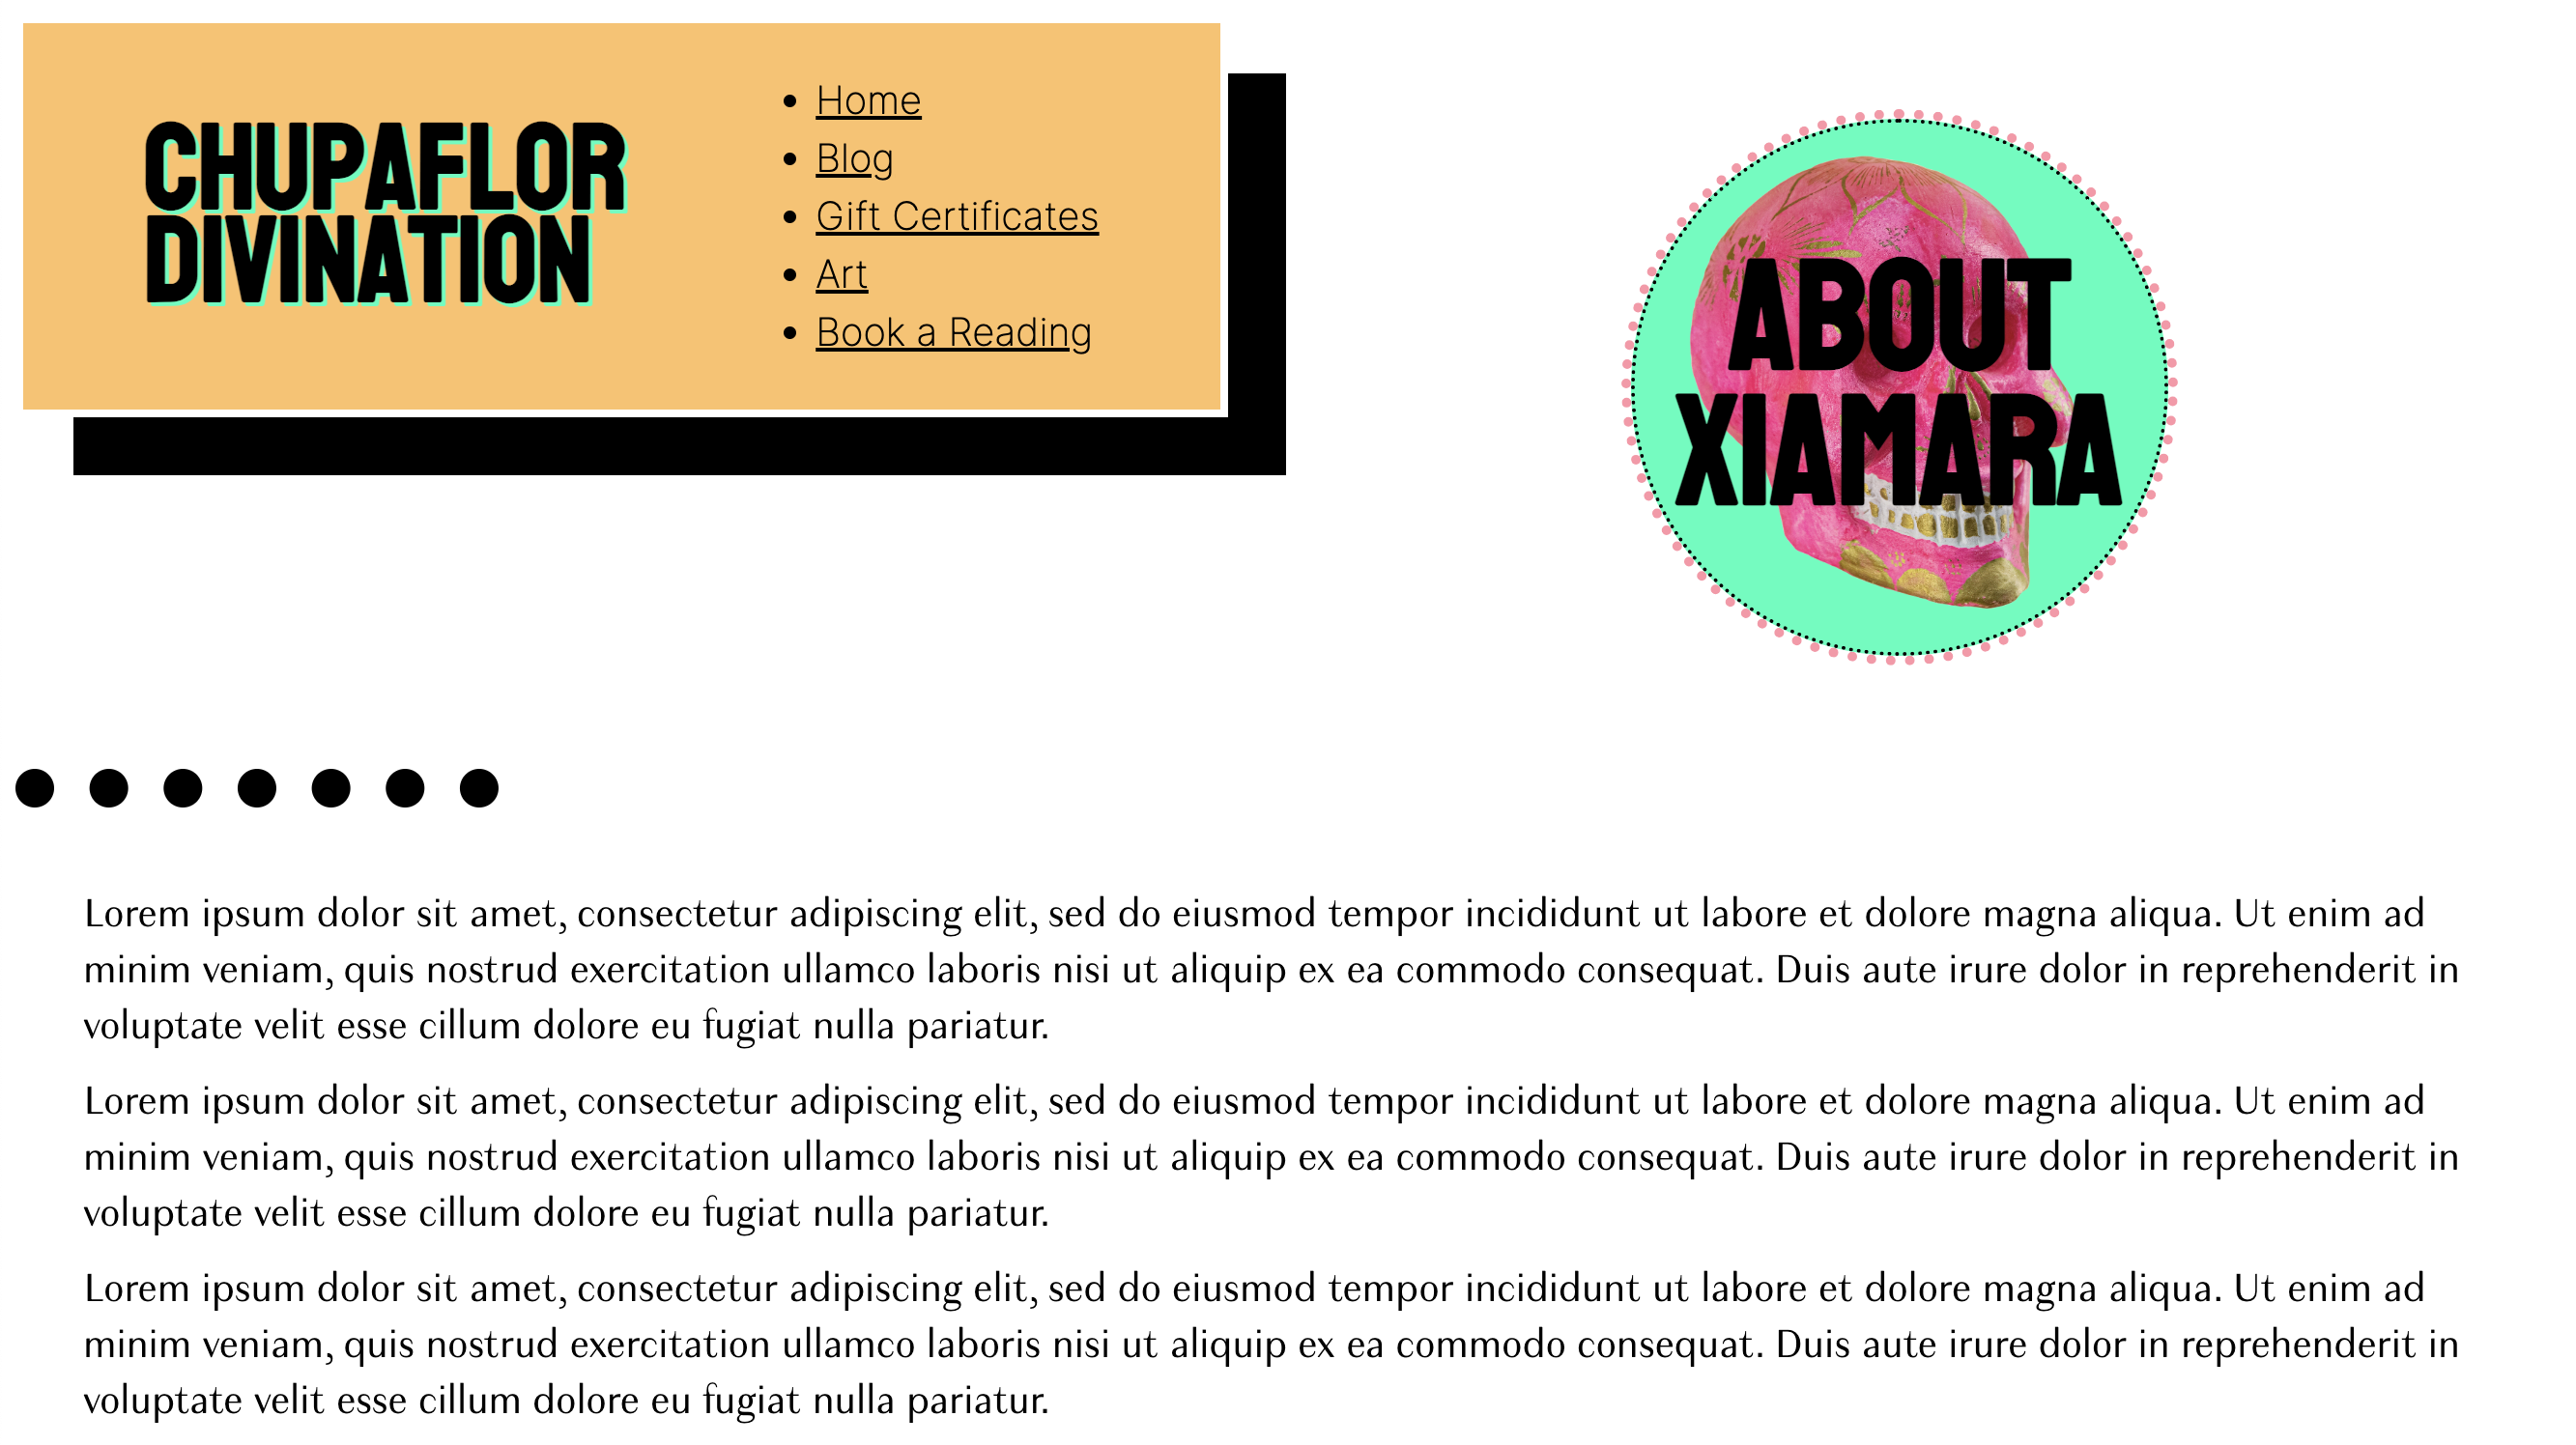 CHUPAFLOR
DIVINATION
Home
Blog
Gift Certificates
Art
Book a Reading
ABOUT
XIAMARA
Lorem ipsum dolor sit amet, consectetur adipiscing elit, sed do eiusmod tempor incididunt ut labore et dolore magna aliqua. Ut enim ad
minim veniam, quis nostrud exercitation ullamco laboris nisi ut aliquip ex ea commodo consequat. Duis aute irure dolor in reprehenderit in
voluptate velit esse cillum dolore eu fugiat nulla pariatur.
Lorem ipsum dolor sit amet, consectetur adipiscing elit, sed do eiusmod tempor incididunt ut labore et dolore magna aliqua. Ut enim ad
minim veniam, quis nostrud exercitation ullamco laboris nisi ut aliquip ex ea commodo consequat. Duis aute irure dolor in reprehenderit in
voluptate velit esse cillum dolore eu fugiat nulla pariatur.
Lorem ipsum dolor sit amet, consectetur adipiscing elit, sed do eiusmod tempor incididunt ut labore et dolore magna aliqua. Ut enim ad
minim veniam, quis nostrud exercitation ullamco laboris nisi ut aliquip ex ea commodo consequat. Duis aute irure dolor in reprehenderit in
voluptate velit esse cillum dolore eu fugiat nulla pariatur.